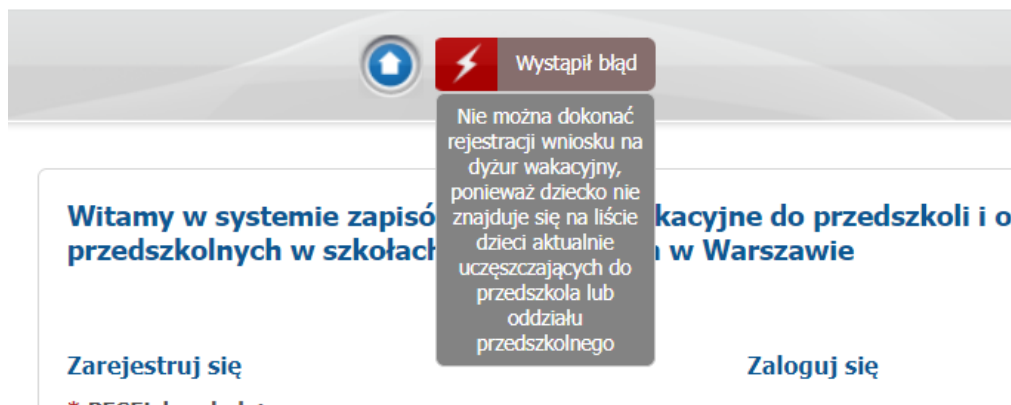 Wystąpił błąd
Nie można dokonać
rejestracji wniosku na
dyżur wakacyjny,
ponieważ dziecko nie
znajduje się na liście
dzieci aktualnie
uczęszczających do
przedszkola lub
oddziału
przedszkolnego
Witamy w systemie zapisó kacyjne do przedszkoli i o
przedszkolnych w szkołach w Warszawie
Zarejestruj się
Zaloguj się